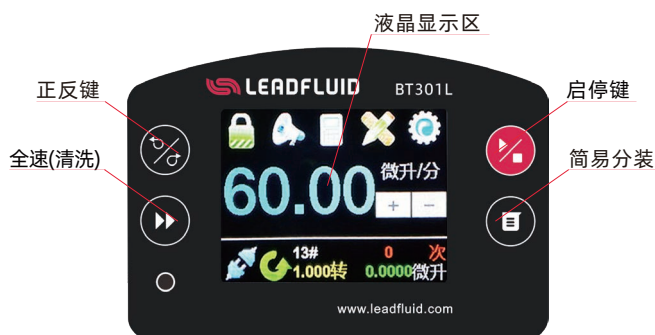 液晶显示区
LEADFLUID
BT301L
正反键
启停键
全速(清洗)
简易分装
60.00
微升/分
+ -
13# 0 次
1.000转 0.0000微升
www.leadfluid.com